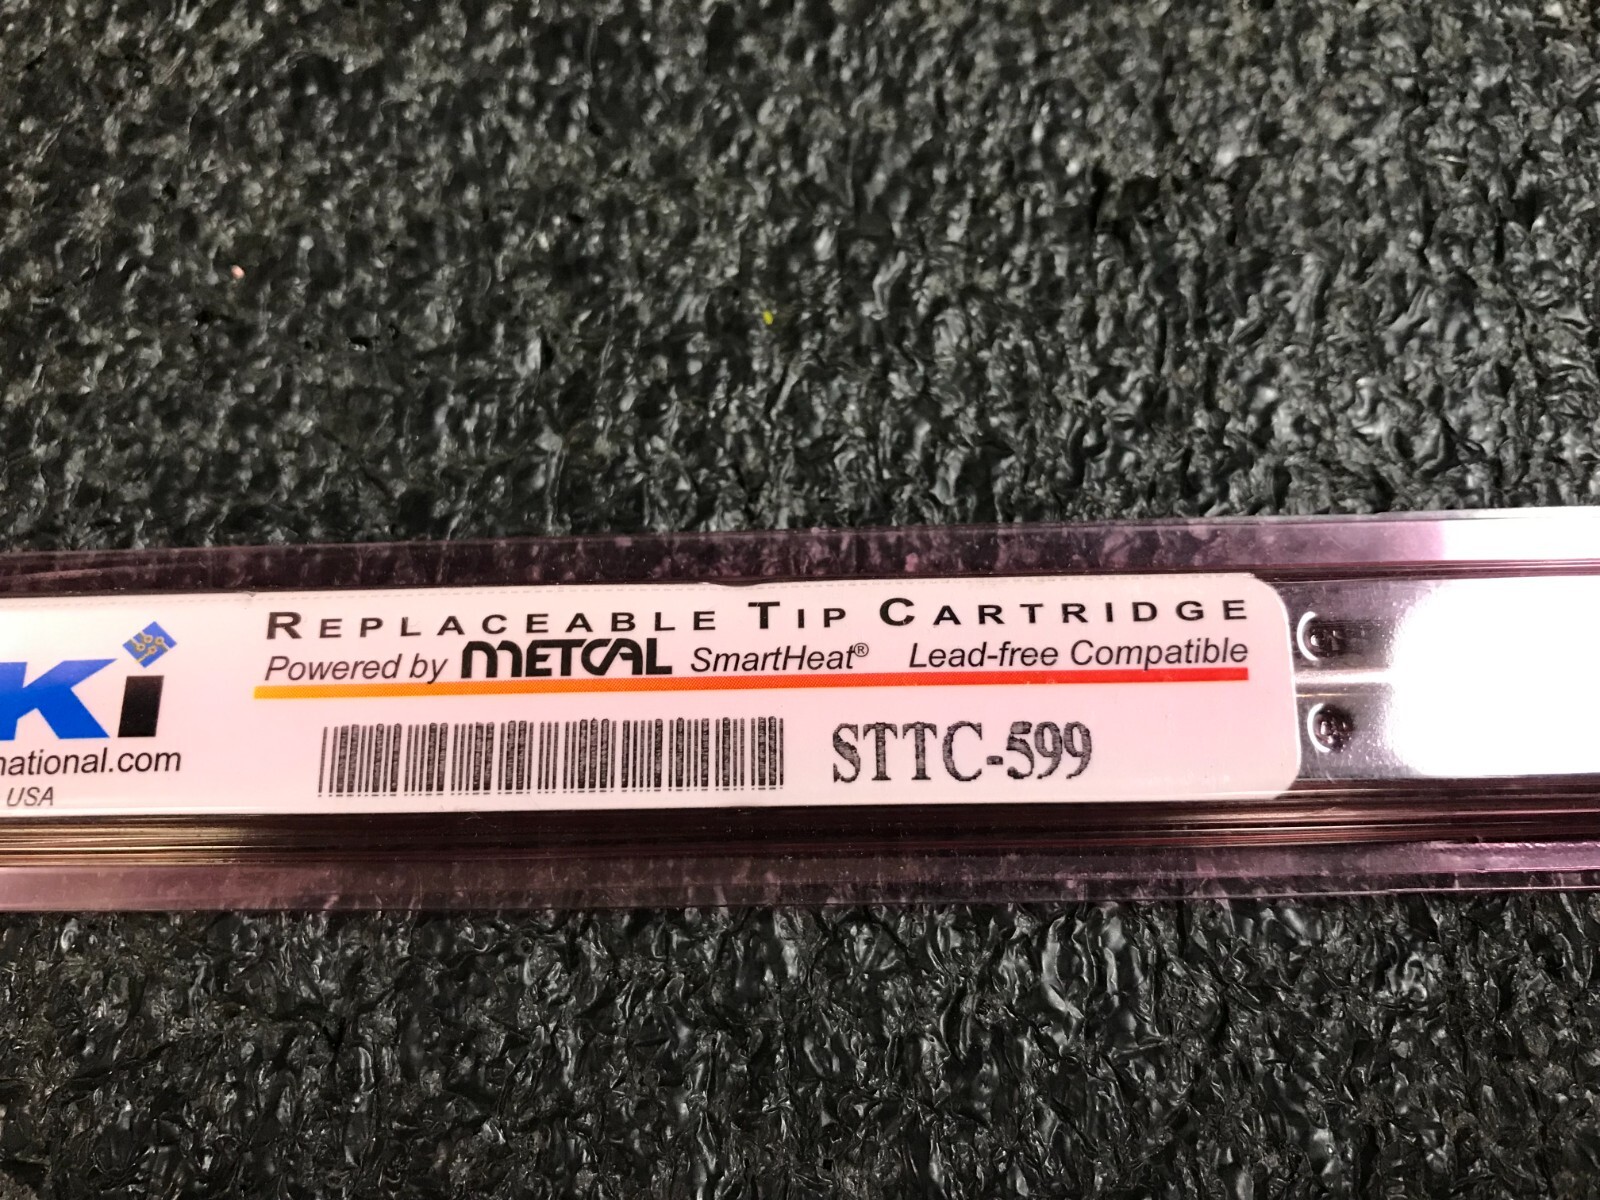 REPLACEABLE TIP CARTRIDGE
Powered by METCAL SmartHeat® Lead-free Compatible
Ki
national.com
USA
STTC-599